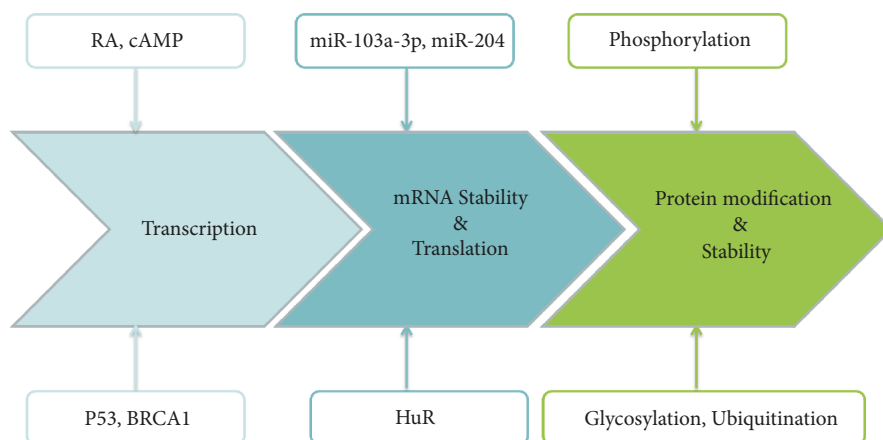 RA, cAMP
miR-103a-3p, miR-204
Phosphorylation
Transcription
mRNA Stability
&
Translation
Protein modification
&
Stability
P53, BRCA1
HuR
Glycosylation, Ubiquitination